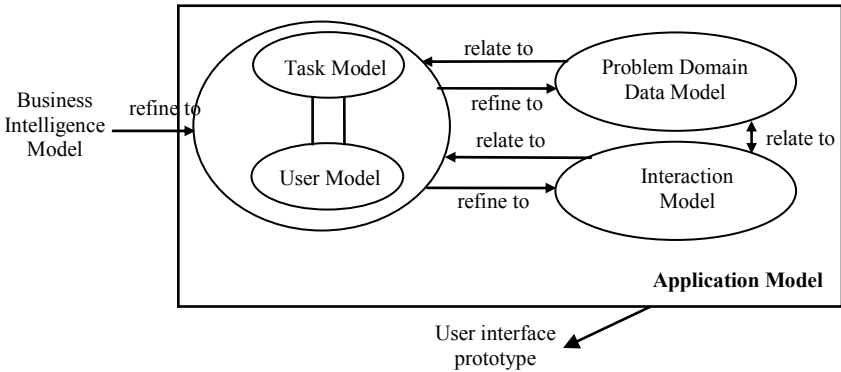 Business
Intelligence
Model
refine to
Task Model
User Model
relate to
refine to
relate to
refine to
Problem Domain
Data Model
relate to
Interaction
Model
Application Model
User interface
prototype